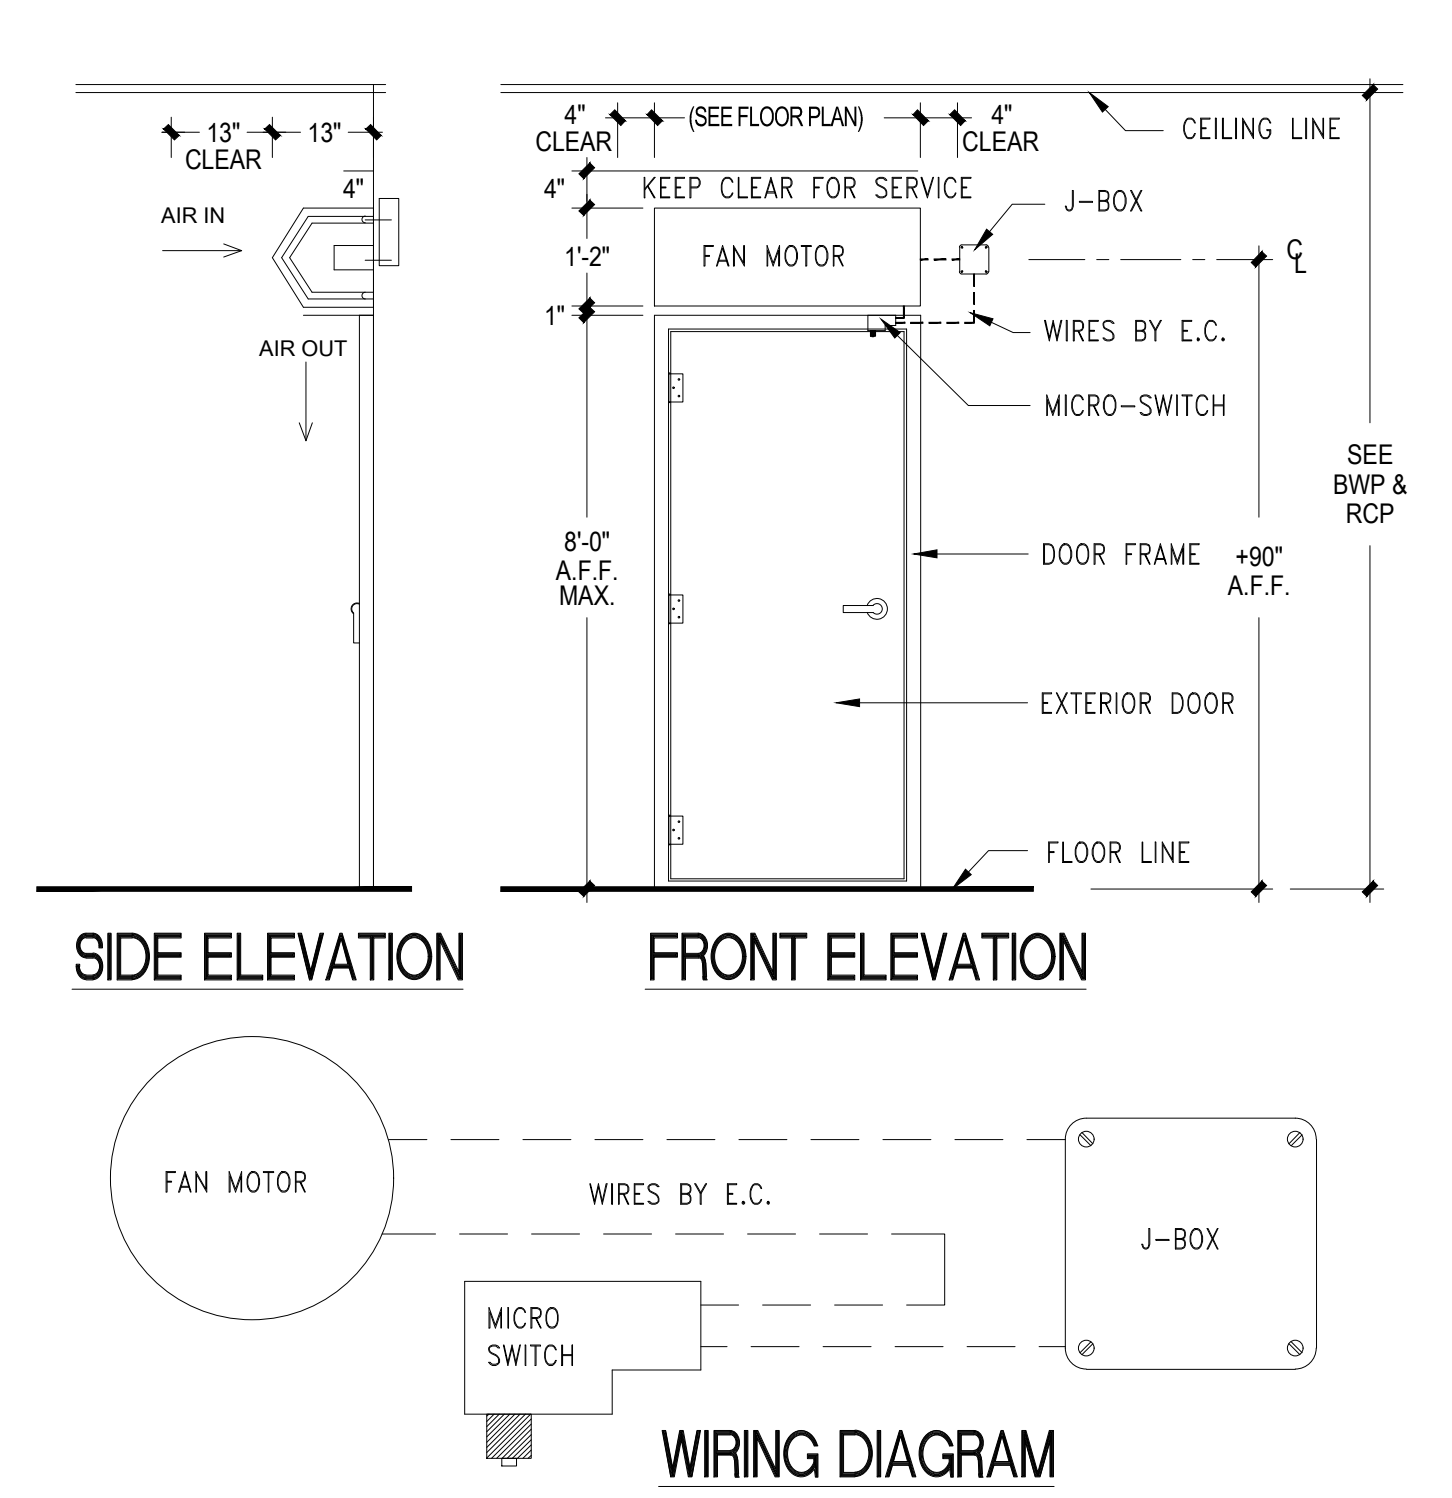 13"
CLEAR
13"
4"
AIR IN
AIR OUT
4"
CLEAR
(SEE FLOOR PLAN)
4"
CLEAR
CEILING LINE
4"
KEEP CLEAR FOR SERVICE
J-BOX
1'-2"
FAN MOTOR
CL
1"
WIRES BY E.C.
MICRO-SWITCH
SEE
BWP &
RCP
8'-0"
A.F.F.
MAX.
DOOR FRAME
+90"
A.F.F.
EXTERIOR DOOR
FLOOR LINE
SIDE ELEVATION
FRONT ELEVATION
FAN MOTOR
WIRES BY E.C.
J-BOX
MICRO
SWITCH
WIRING DIAGRAM